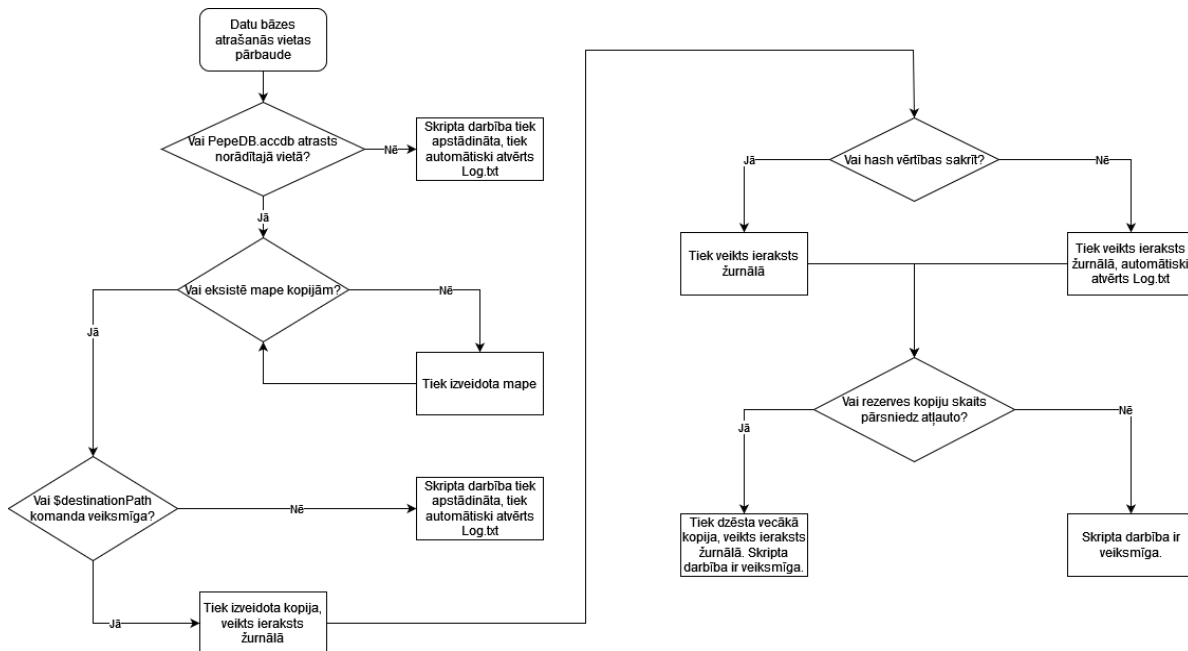 Datu bāzes
atrašanās vietas
pārbaude
Vai PepeDB.accdb atrasts
norādītajā vietā?
Nē
Skripta darbība tiek
apstādināta, tiek
automātiski atvērts
Log.txt
Jā
Vai eksistē mape kopijām?
Nē
Tiek izveidota mape
Jā
Vai $destinationPath
komanda veiksmīga?
Nē
Skripta darbība tiek
apstādināta, tiek
automātiski atvērts
Log.txt
Jā
Tiek izveidota kopija,
veikts ieraksts
žurnālā
Vai hash vērtības sakrīt?
Jā
Nē
Tiek veikts ieraksts
žurnālā
Tiek veikts ieraksts
žurnālā, automātiski
atvērts Log.txt
Vai rezerves kopiju skaits
pārsniedz atļauto?
Jā
Nē
Tiek dzēsta vecākā
kopija, veikts ieraksts
žurnālā. Skripta
darbība ir veiksmīga.
Skripta darbība ir
veiksmīga.